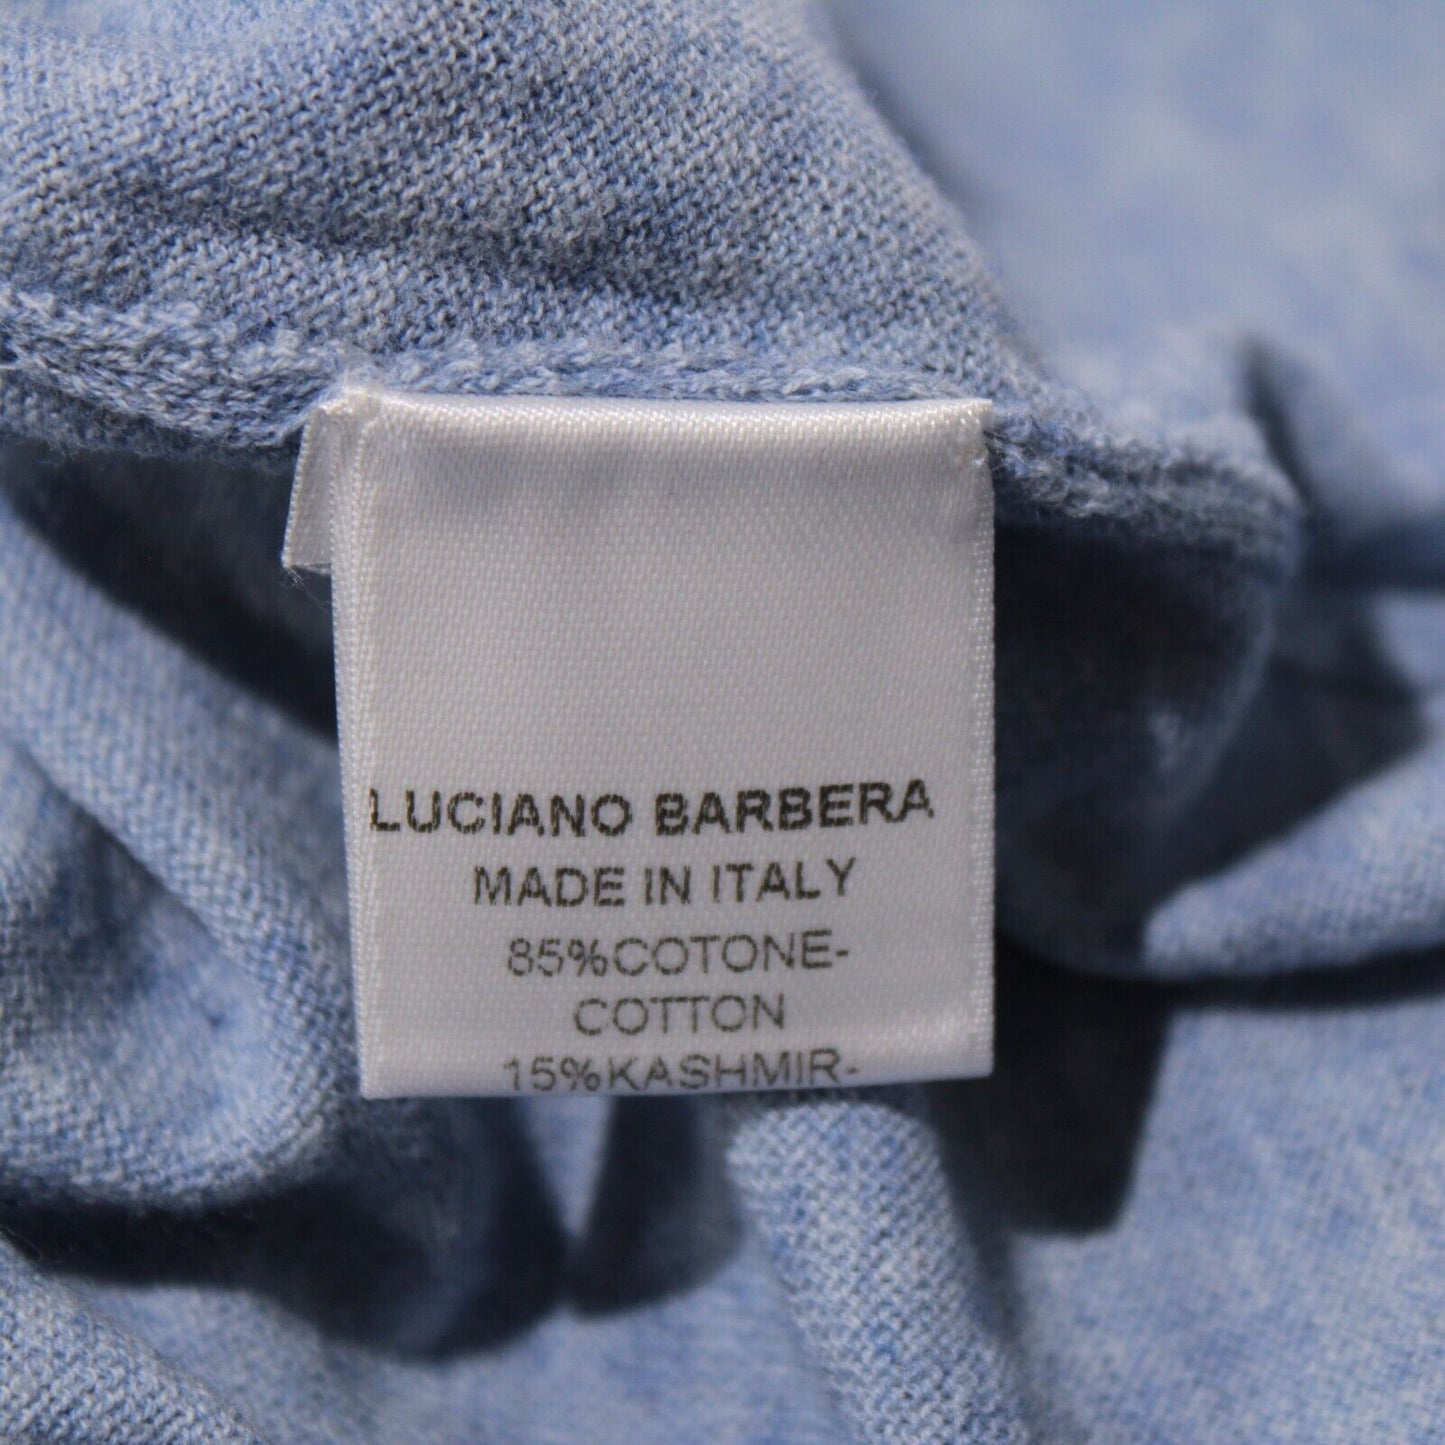 LUCIANO BARBERA
MADE IN ITALY
85%COTONE-
COTTON
15%KASHMIR-